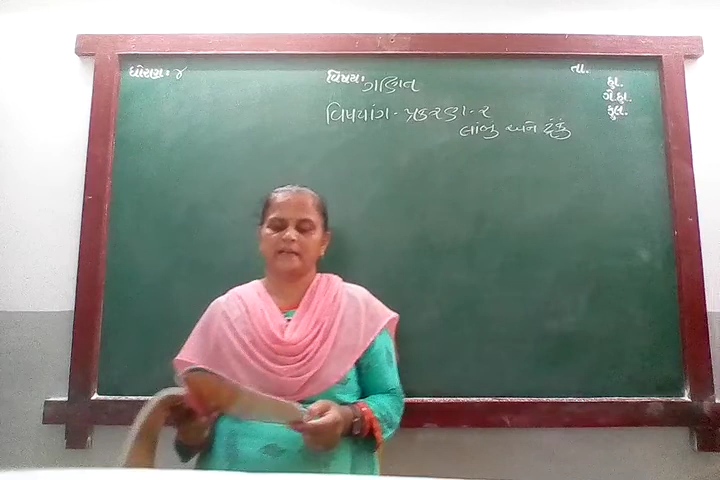 ધોરણ: ૪
વિષય: ગણિત
તા.
વિષયાંગ - પ્રકરણ - ૨
લાંબુ અને ટૂંકું
હા.
ગે.હા.
કુલ.